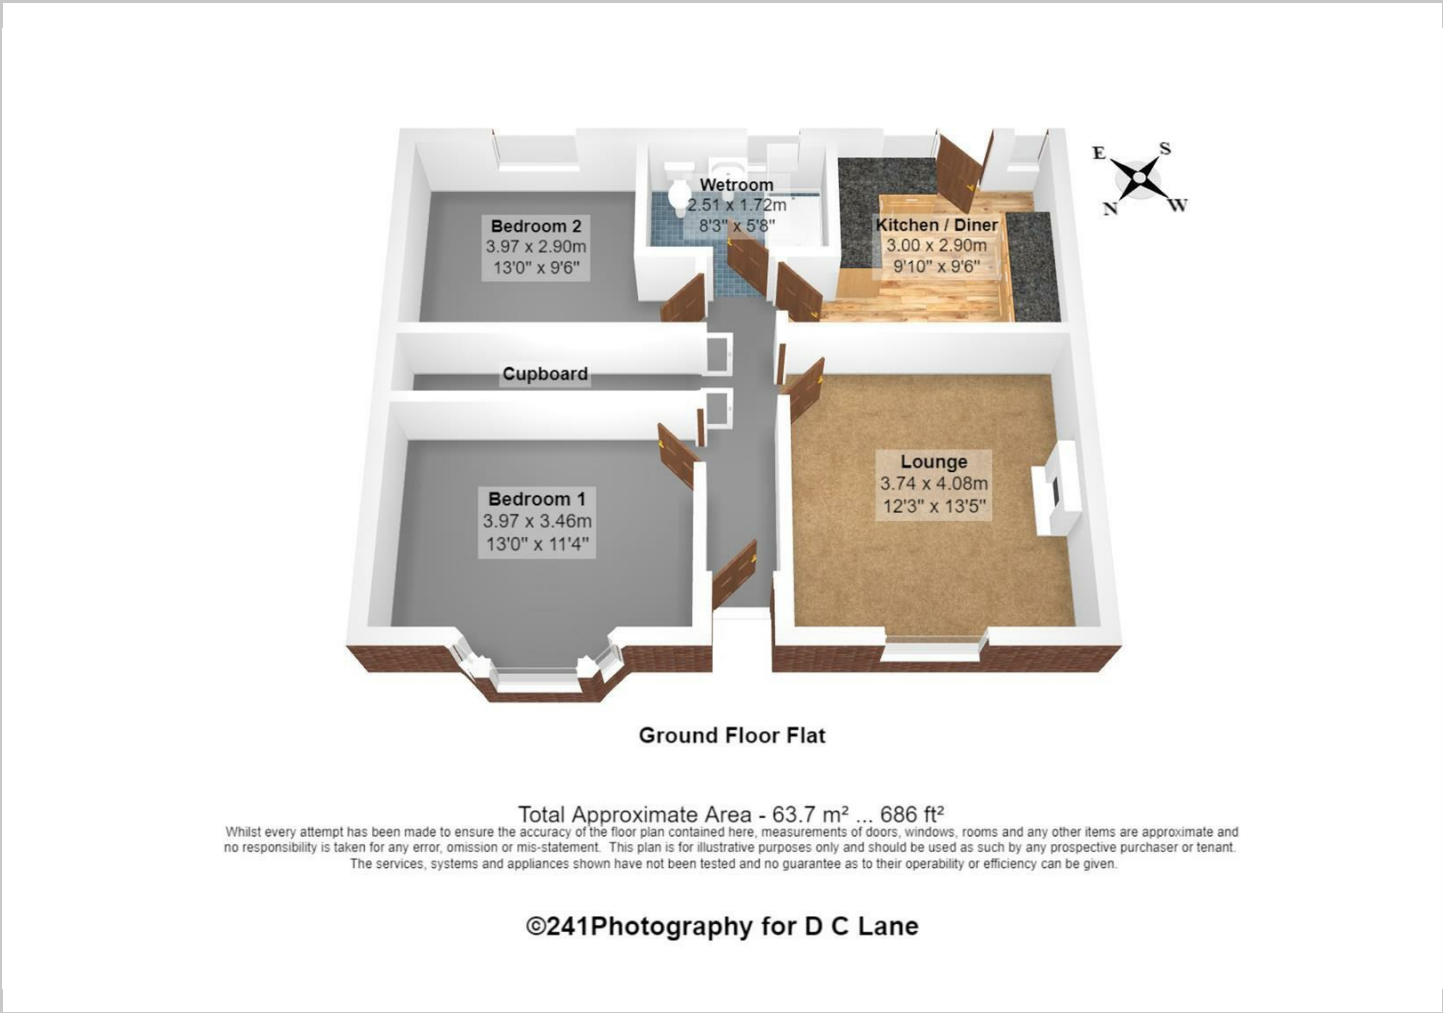 Bedroom 2
3.97 x 2.90m
13'0" x 9'6"
Wetroom
2.51 x 1.72m
8'3" x 5'8"
Kitchen / Diner
3.00 x 2.90m
9'10" x 9'6"
E
S
N
W
Cupboard
Bedroom 1
3.97 x 3.46m
13'0" x 11'4"
Lounge
3.74 x 4.08m
12'3" x 13'5"
Ground Floor Flat
Total Approximate Area - 63.7 m² ... 686 ft²
Whilst every attempt has been made to ensure the accuracy of the floor plan contained here, measurements of doors, windows, rooms and any other items are approximate and
no responsibility is taken for any error, omission or mis-statement. This plan is for illustrative purposes only and should be used as such by any prospective purchaser or tenant.
The services, systems and appliances shown have not been tested and no guarantee as to their operability or efficiency can be given.
©241Photography for D C Lane